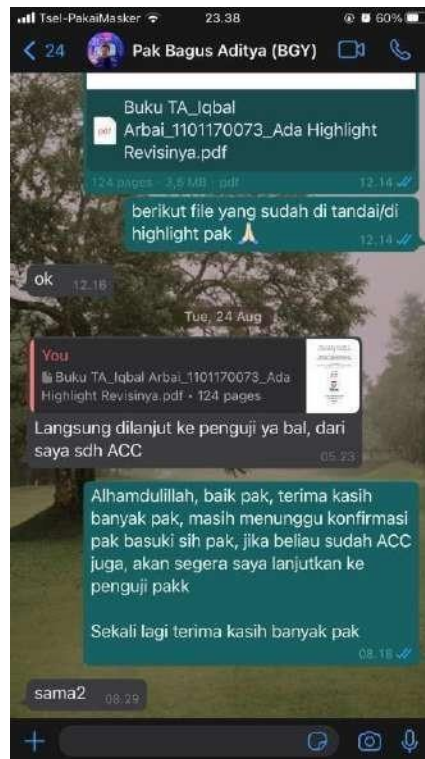 Tsel-PakaiMasker 23.38 60%
24 Pak Bagus Aditya (BGY)
Buku TA_Iqbal
Arbai_1101170073_Ada Highlight
Revisinya.pdf
pdf
124 pages · 3,6 MB · pdf 12.14
berikut file yang sudah di tandai/di
highlight pak 🙏
12.14
ok 12.16
Tue, 24 Aug
You
Buku TA_Iqbal Arbai_1101170073_Ada
Highlight Revisinya.pdf • 124 pages
Langsung dilanjut ke penguji ya bal, dari
saya sdh ACC
05.23
Alhamdulillah, baik pak, terima kasih
banyak pak, masih menunggu konfirmasi
pak basuki sih pak, jika beliau sudah ACC
juga, akan segera saya lanjutkan ke
penguji pakk
Sekali lagi terima kasih banyak pak
08.18
sama2 08.29